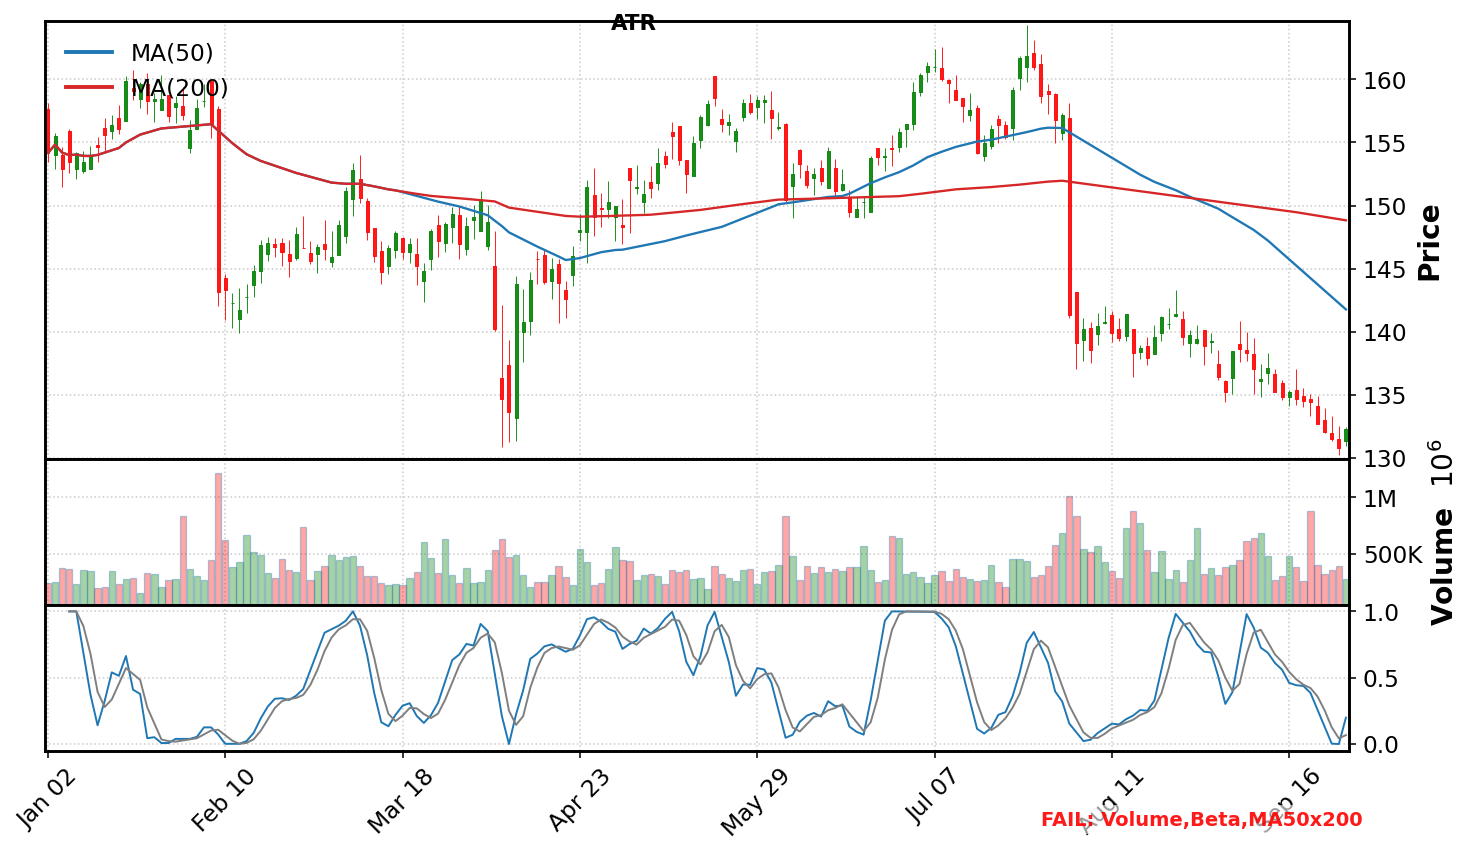 ATR
MA(50)
MA(200)
160
155
150
145
140
135
130
Price
1M
500K
Volume 10^6
1.0
0.5
0.0
Jan 02
Feb 10
Mar 18
Apr 23
May 29
Jul 07
Aug 11
Sep 16
FAIL: Volume,Beta,MA50x200